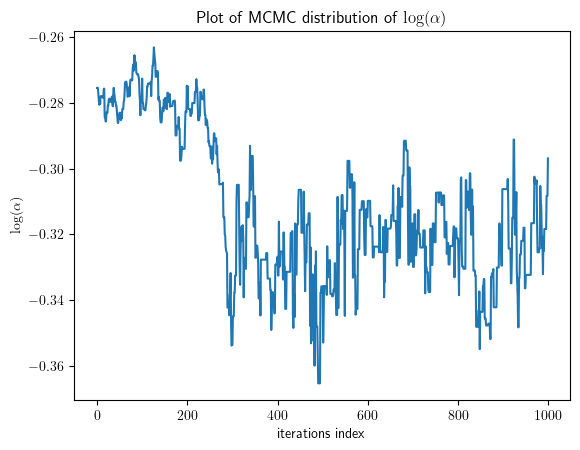 Plot of MCMC distribution of log(α)
log(α)
−0.26
−0.28
−0.30
−0.32
−0.34
−0.36
0 200 400 600 800 1000
iterations index